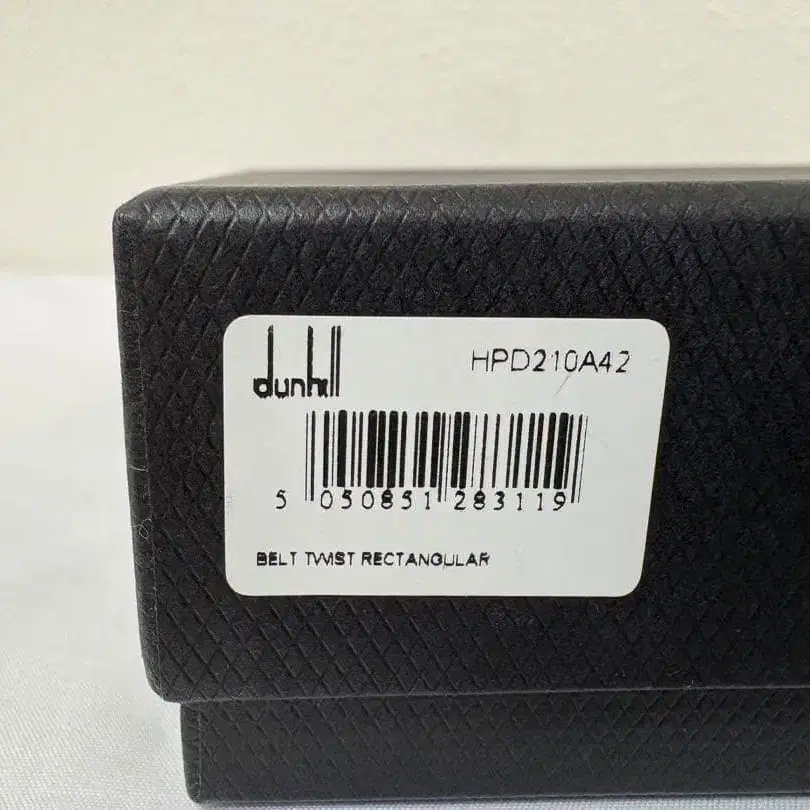 dunhill
HPD210A42
5 050851 283119
BELT TWIST RECTANGULAR